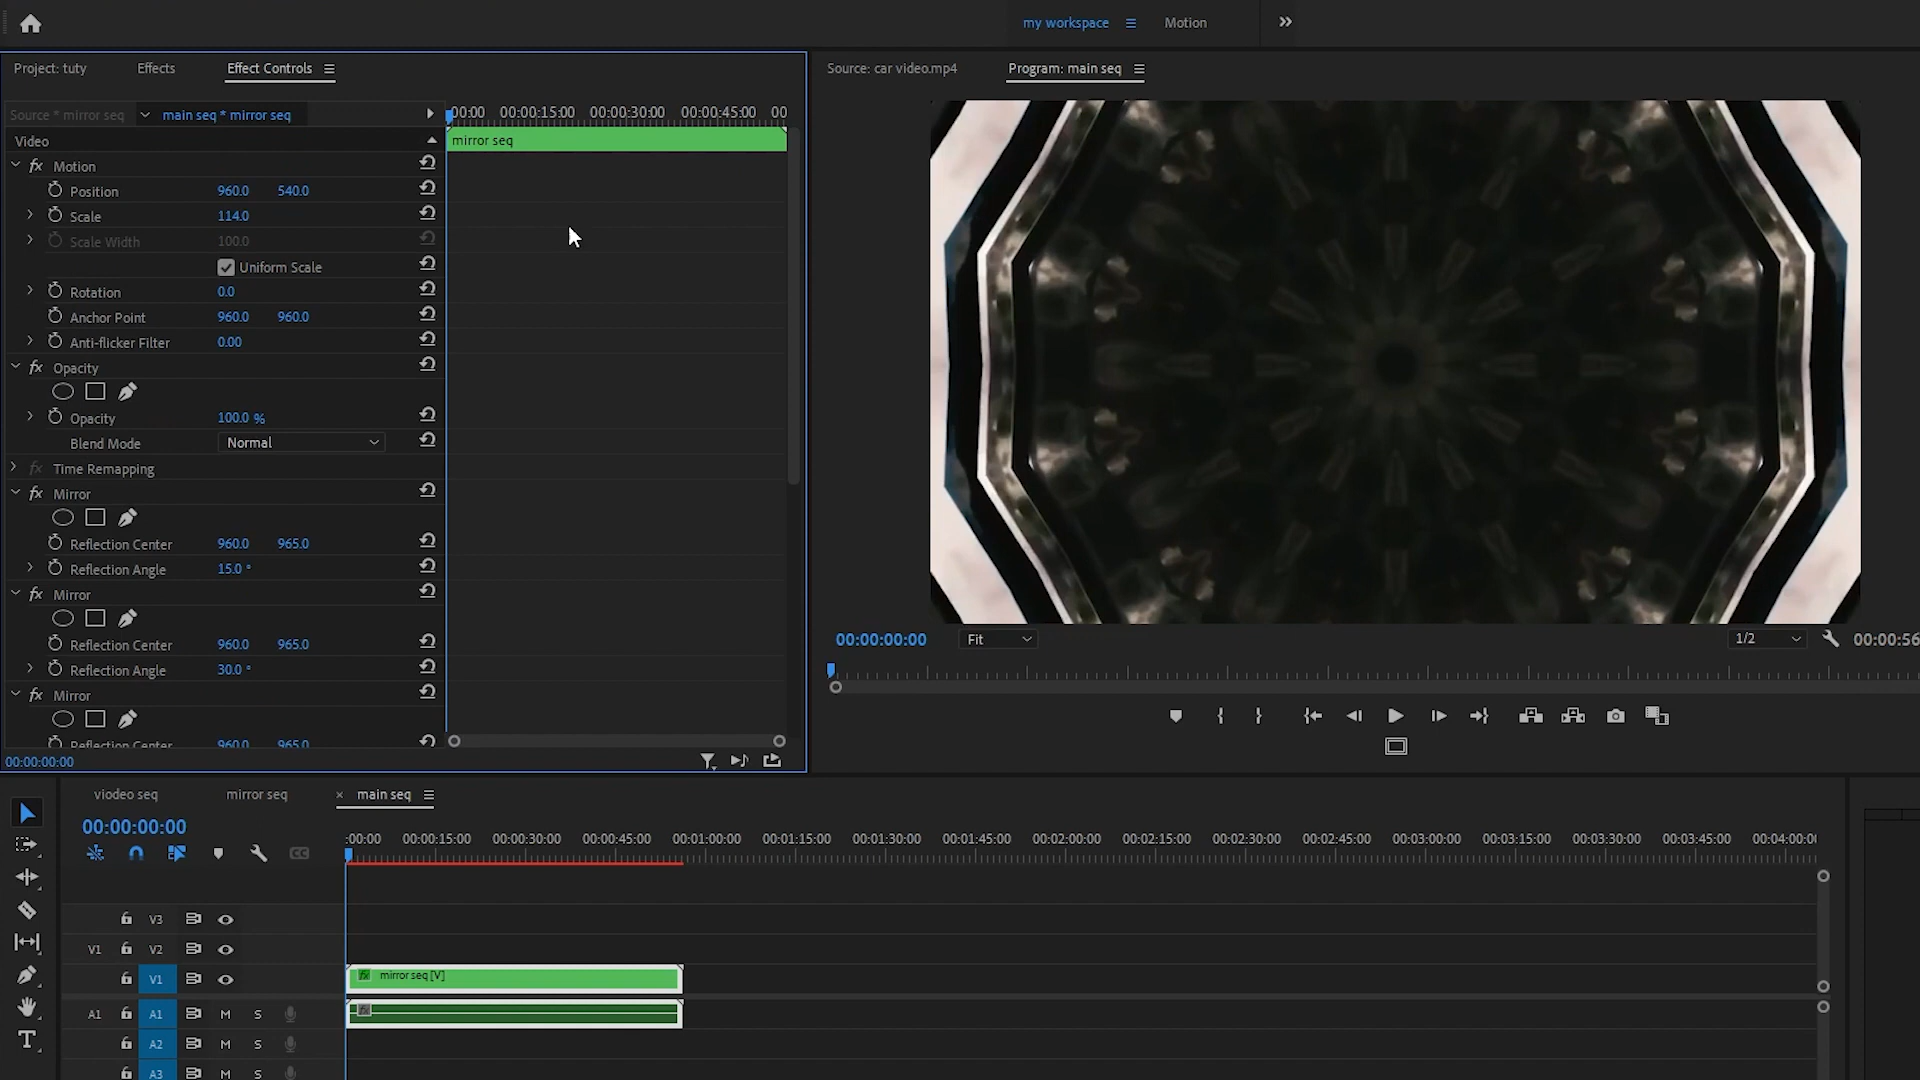 my workspace
Motion
Project: tuty
Effects
Effect Controls
Source: car video.mp4
Program: main seq
Source * mirror seq
main seq * mirror seq
00:00
00:00:15:00
00:00:30:00
00:00:45:00
00
Video
mirror seq
fx Motion
Position 960.0 540.0
Scale 114.0
Scale Width 100.0
Uniform Scale
Rotation 0.0
Anchor Point 960.0 960.0
Anti-flicker Filter 0.00
fx Opacity
Opacity 100.0 %
Blend Mode Normal
fx Time Remapping
fx Mirror
Reflection Center 960.0 965.0
Reflection Angle 15.0 °
fx Mirror
Reflection Center 960.0 965.0
Reflection Angle 30.0 °
fx Mirror
Reflection Center 960.0 965.0
00:00:00:00
00:00:00:00
Fit
1/2
00:00:56
viodeo seq
mirror seq
× main seq
00:00:00:00
:00:00
00:00:15:00
00:00:30:00
00:00:45:00
00:01:00:00
00:01:15:00
00:01:30:00
00:01:45:00
00:02:00:00
00:02:15:00
00:02:30:00
00:02:45:00
00:03:00:00
00:03:15:00
00:03:30:00
00:03:45:00
00:04:00:0
CC
V3
V1 V2
V1
fx mirror seq [V]
A1 A1 M S
fx
A2 M S
A3 M S
T